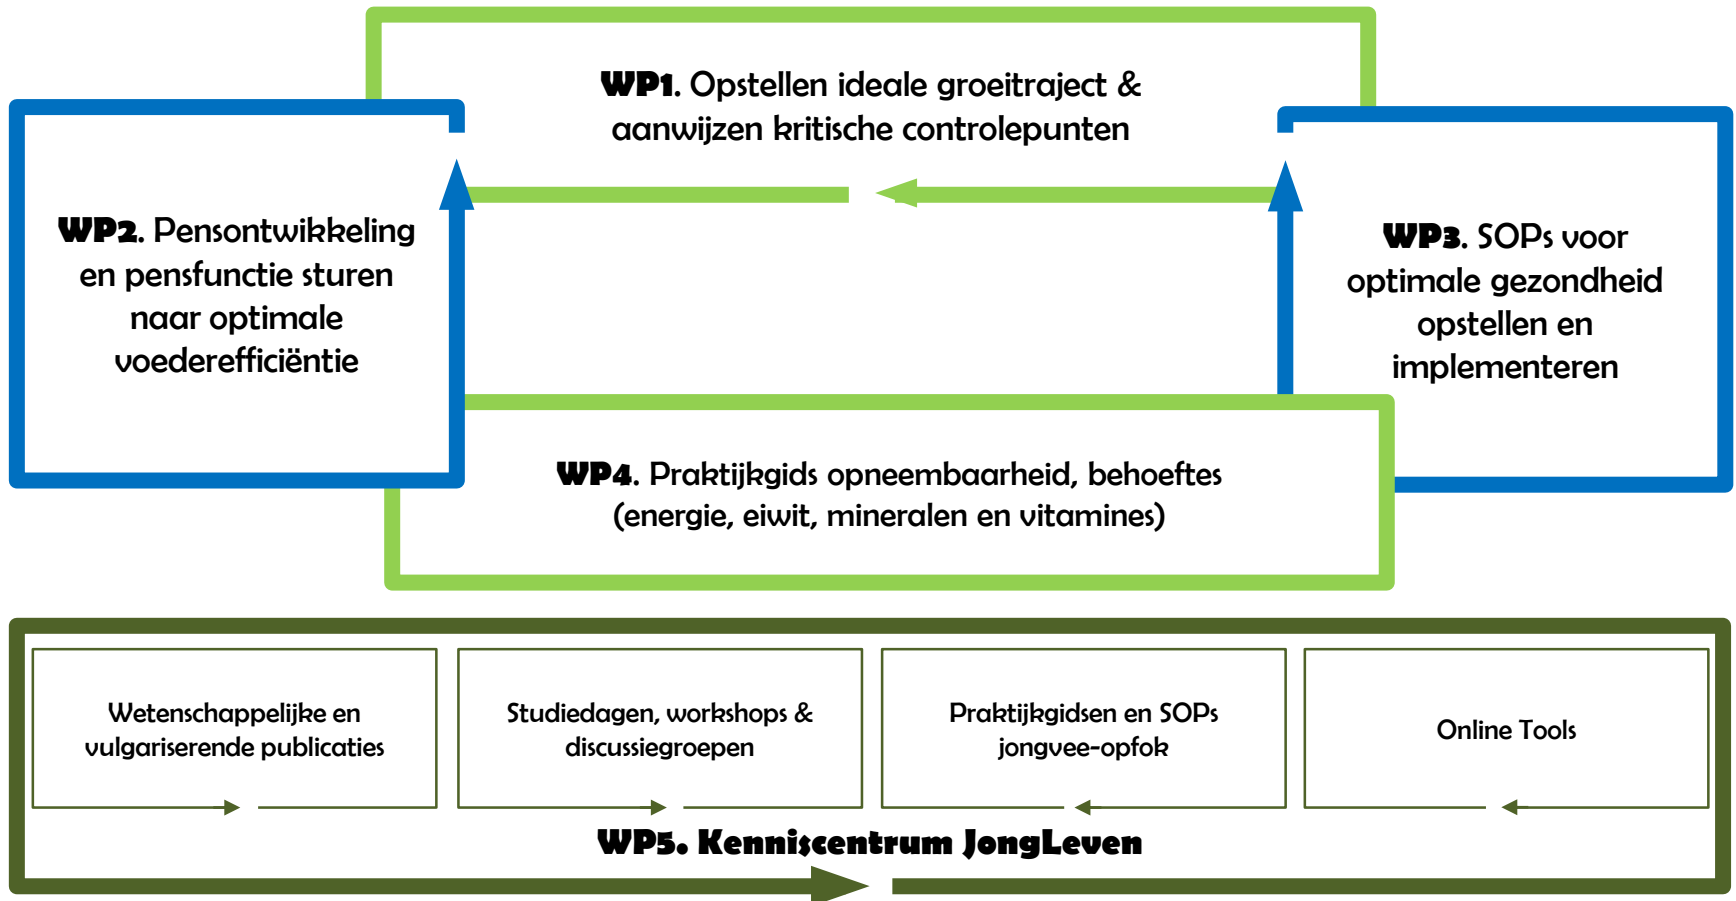 WP1. Opstellen ideale groeitraject &
aanwijzen kritische controlepunten
WP2. Pensontwikkeling
en pensfunctie sturen
naar optimale
voederefficiëntie
WP3. SOPs voor
optimale gezondheid
opstellen en
implementeren
WP4. Praktijkgids opneembaarheid, behoeftes
(energie, eiwit, mineralen en vitamines)
Wetenschappelijke en
vulgariserende publicaties
Studiedagen, workshops &
discussiegroepen
Praktijkgidsen en SOPs
jongvee-opfok
Online Tools
WP5. Kenniscentrum JongLeven